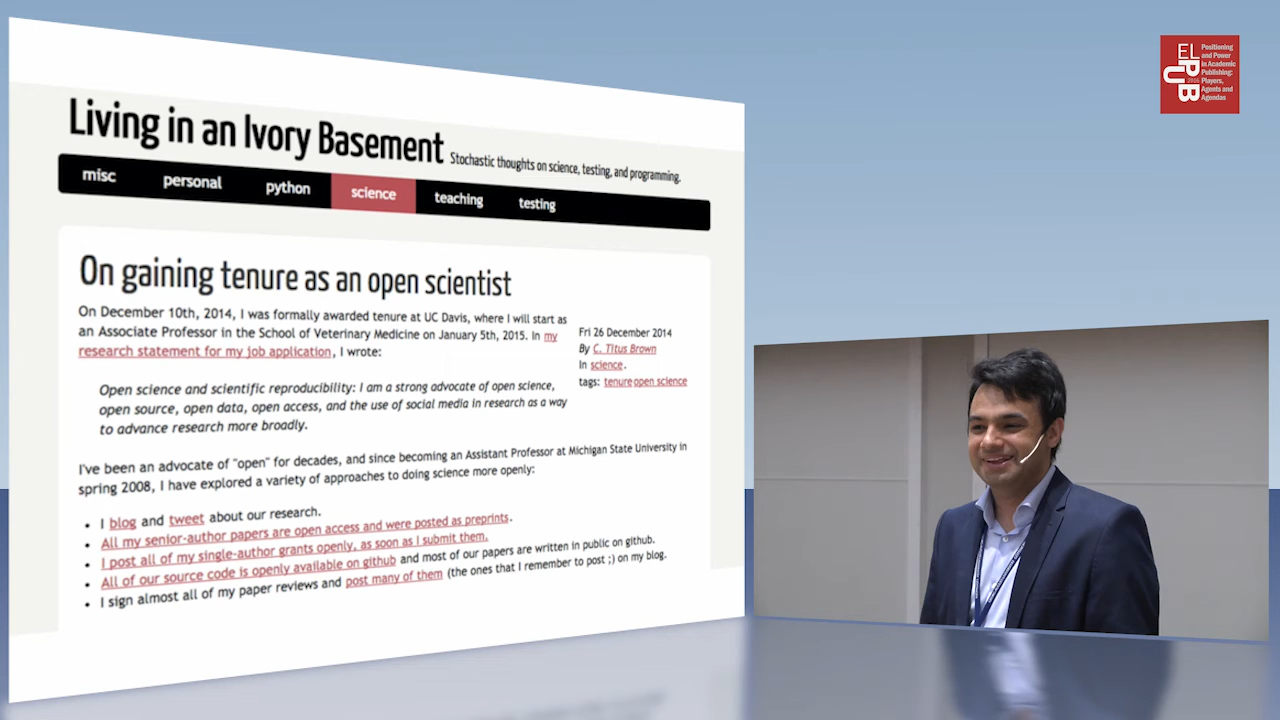 Living in an Ivory Basement Stochastic thoughts on science, testing, and programming.
misc personal python science teaching testing
On gaining tenure as an open scientist
On December 10th, 2014, I was formally awarded tenure at UC Davis, where I will start as
an Associate Professor in the School of Veterinary Medicine on January 5th, 2015. In my
research statement for my job application, I wrote:
Fri 26 December 2014
By C. Titus Brown
In science.
tags: tenure open science
Open science and scientific reproducibility: I am a strong advocate of open science,
open source, open data, open access, and the use of social media in research as a way
to advance research more broadly.
I've been an advocate of "open" for decades, and since becoming an Assistant Professor at Michigan State University in
spring 2008, I have explored a variety of approaches to doing science more openly:
• I blog and tweet about our research.
• All my senior-author papers are open access and were posted as preprints.
• I post all of my single-author grants openly, as soon as I submit them.
• All of our source code is openly available on github and most of our papers are written in public on github.
• I sign almost all of my paper reviews and post many of them (the ones that I remember to post ;) on my blog.
ELPUB
2016
Positioning
and Power
in Academic
Publishing:
Players,
Agents and
Agendas